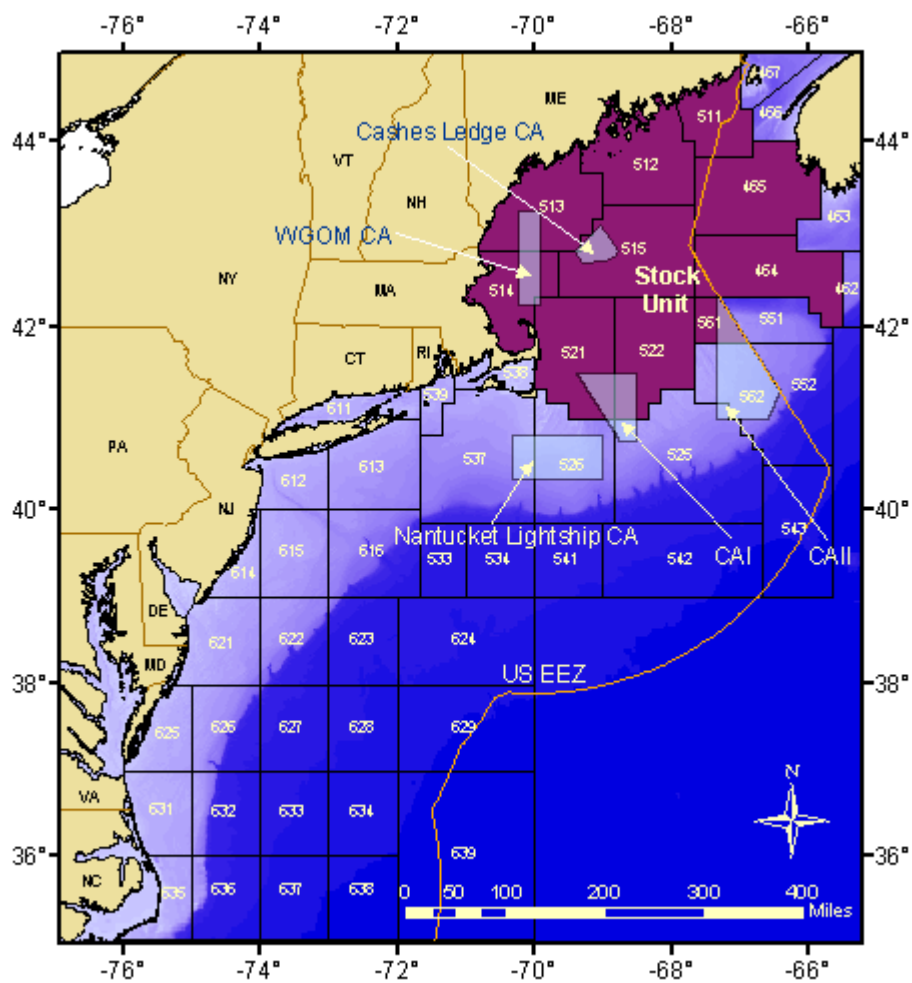 -76° -74° -72° -70° -68° -66°
467
ME
511
466
44° 44°
Cashes Ledge CA
512
VT
465
513
NH
463
WGOM CA
515
464
NY
Stock
462
MA
514
Unit
561 551
42° 42°
CT RI
521 522
538
552
539
562
611
PA
537 526 525
613
612
40° 40°
NJ
Nantucket Lightship CA
543
615 616
533 534 541 542
CAI CAII
614
DE
621 622 623 624
MD
US EEZ
38° 38°
625 626 627 628 629
N
VA
631 632 633 634
36° 36°
639
NC
635 636 637 638
0 50 100 200 300 400
Miles
-76° -74° -72° -70° -68° -66°